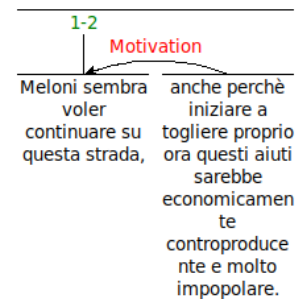 1-2
Motivation
Meloni sembra
voler
continuare su
questa strada,
anche perchè
iniziare a
togliere proprio
ora questi aiuti
sarebbe
economicamen
te
controproduce
nte e molto
impopolare.